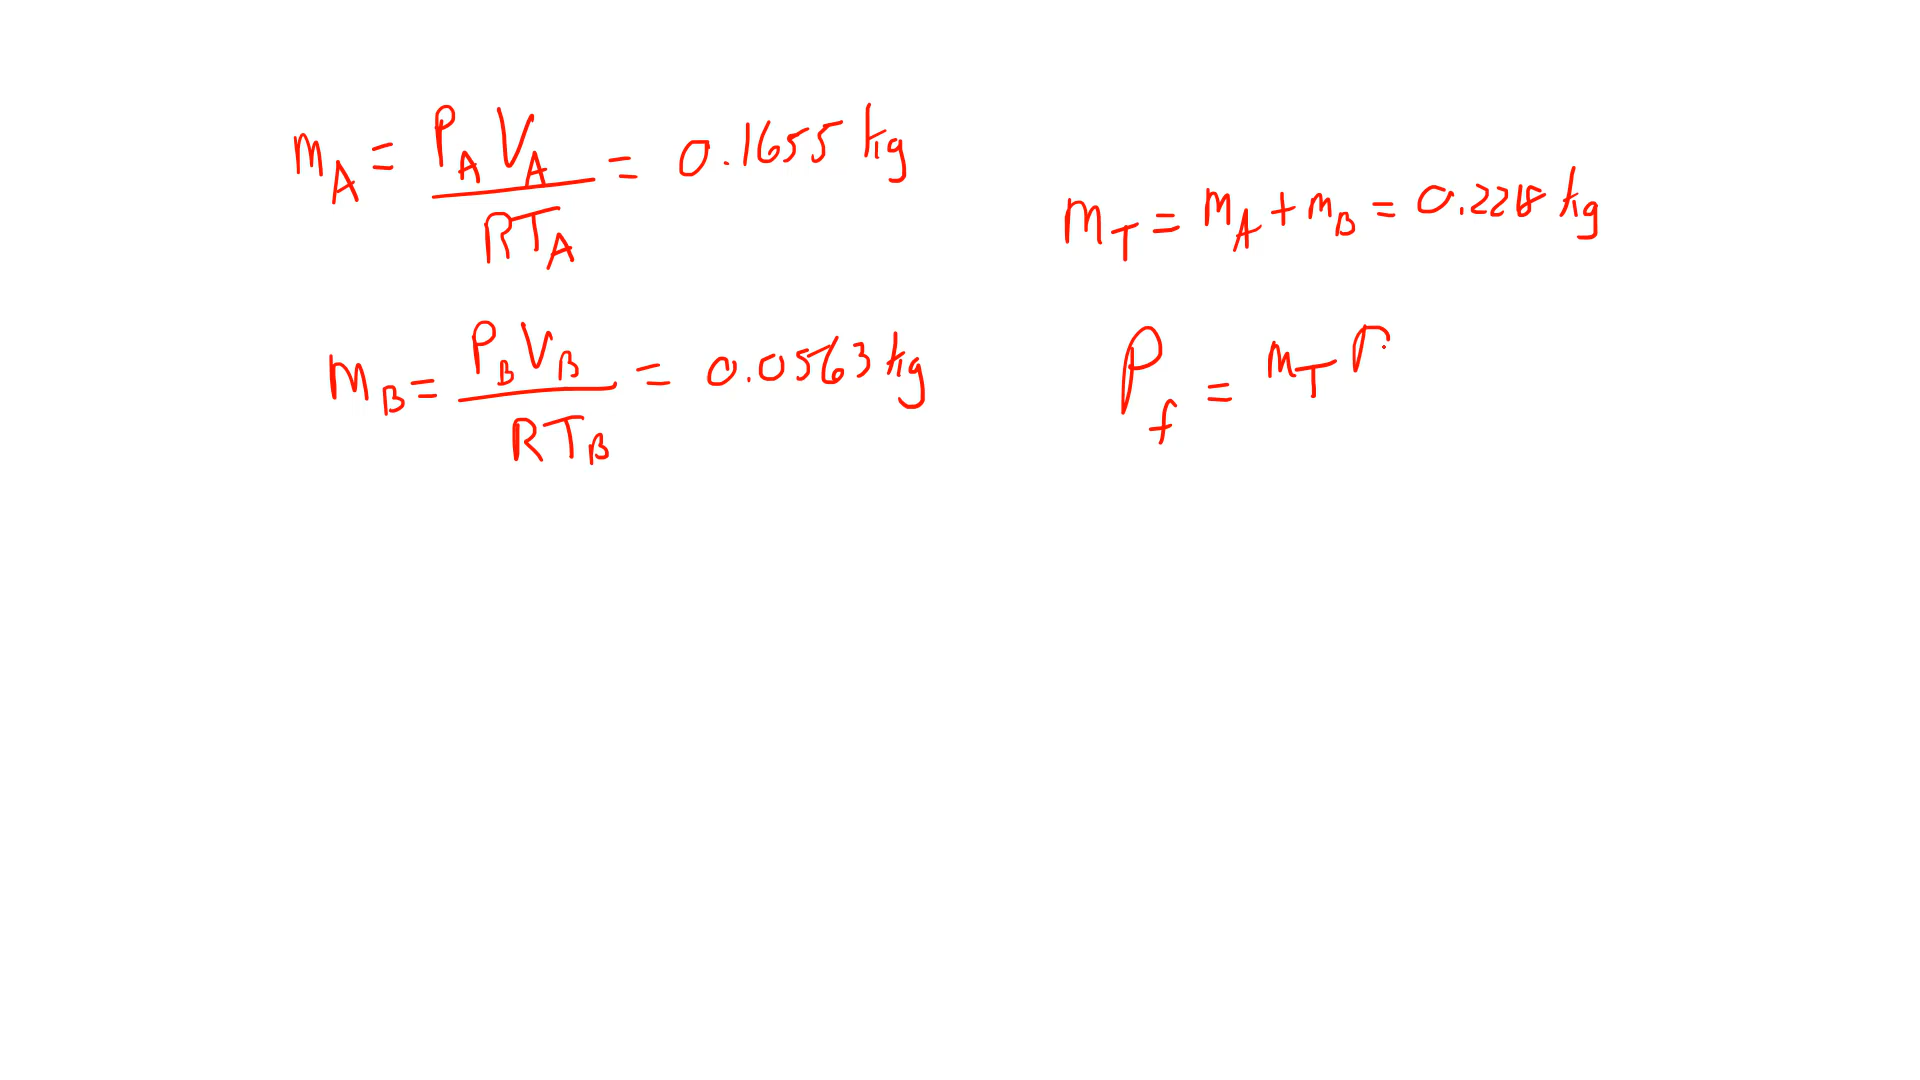 m_A = P_A V_A / RT_A = 0.1655 kg
m_B = P_B V_B / RT_B = 0.0563 kg
m_T = m_A + m_B = 0.228 kg
P_f = m_T